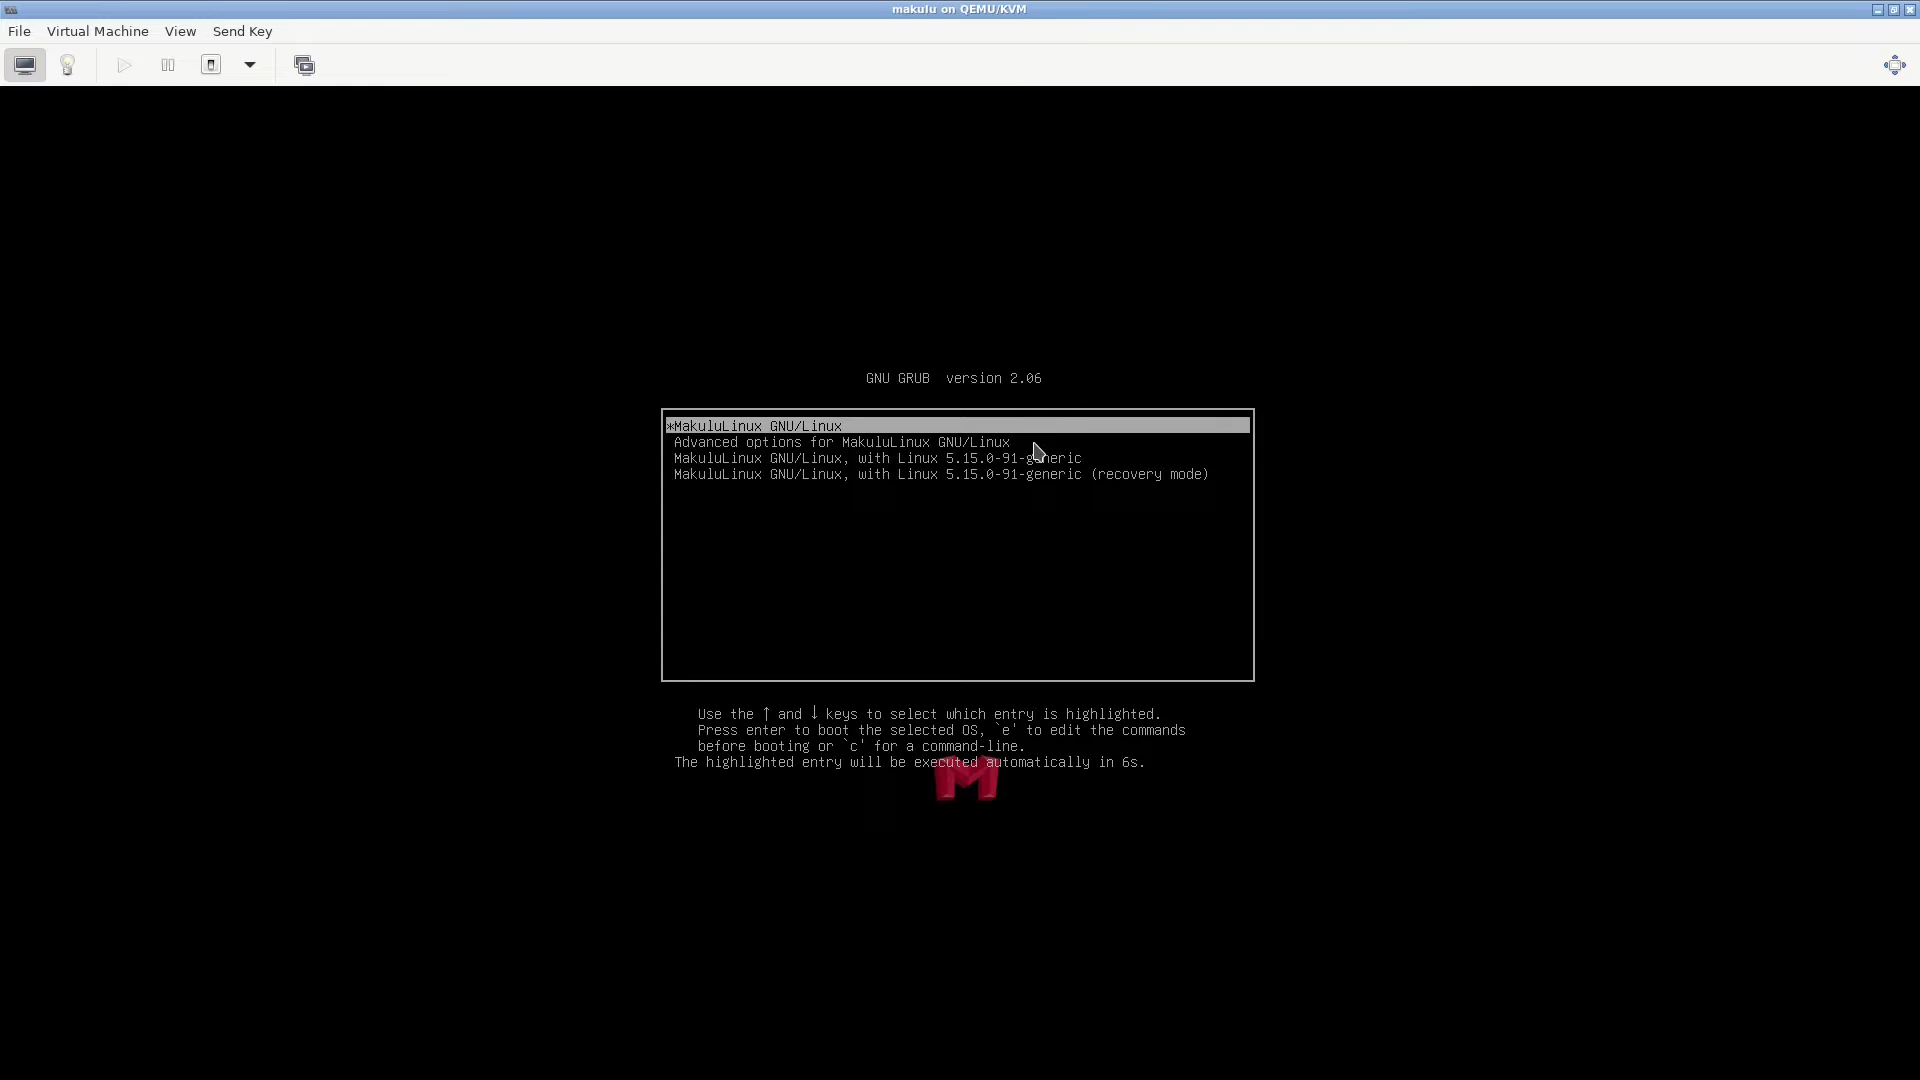 makulu on QEMU/KVM
File Virtual Machine View Send Key
GNU GRUB version 2.06
*MakuluLinux GNU/Linux
Advanced options for MakuluLinux GNU/Linux
MakuluLinux GNU/Linux, with Linux 5.15.0-91-generic
MakuluLinux GNU/Linux, with Linux 5.15.0-91-generic (recovery mode)
Use the ↑ and ↓ keys to select which entry is highlighted.
Press enter to boot the selected OS, `e' to edit the commands
before booting or `c' for a command-line.
The highlighted entry will be executed automatically in 6s.
M